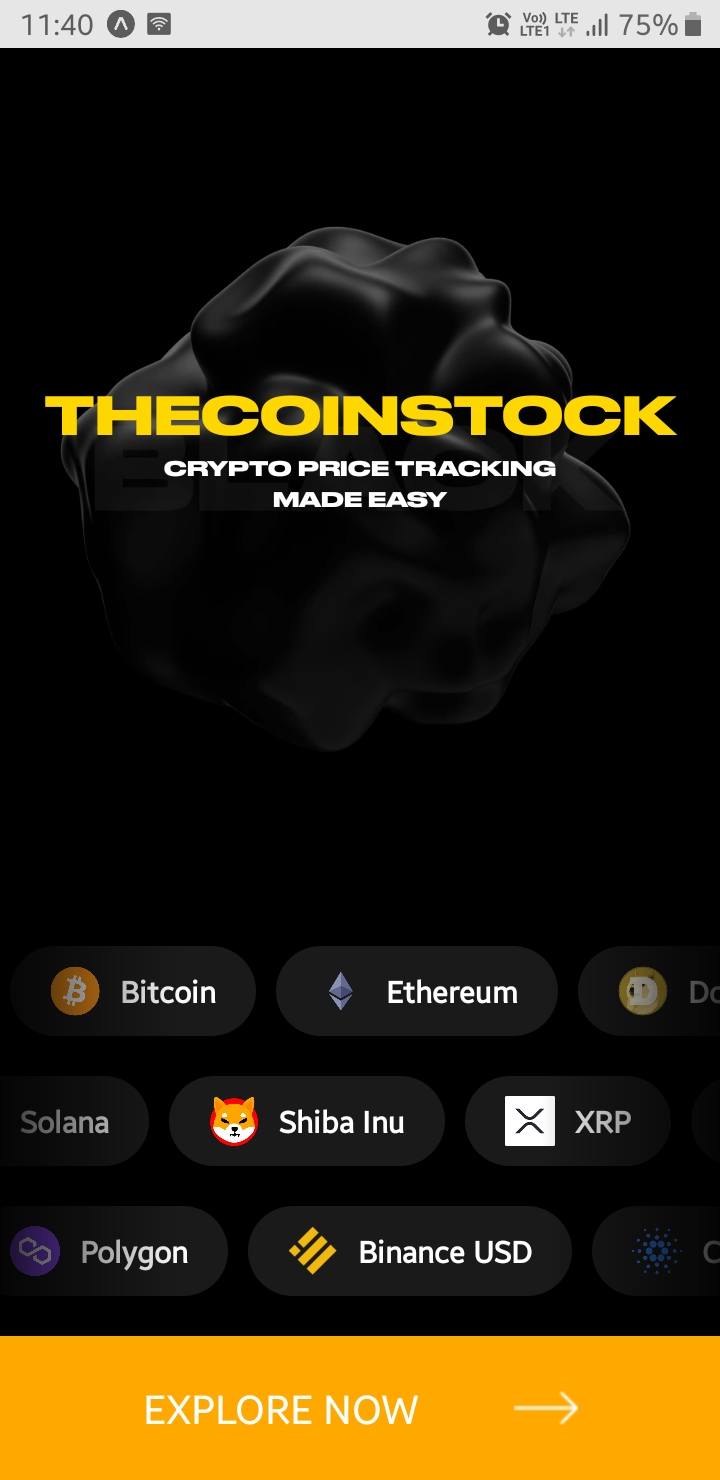 11:40
Vo)) LTE
LTE1
75%
THECOINSTOCK
BLACK
CRYPTO PRICE TRACKING
MADE EASY
Bitcoin
Ethereum
Do
Solana
Shiba Inu
XRP
Polygon
Binance USD
C
EXPLORE NOW